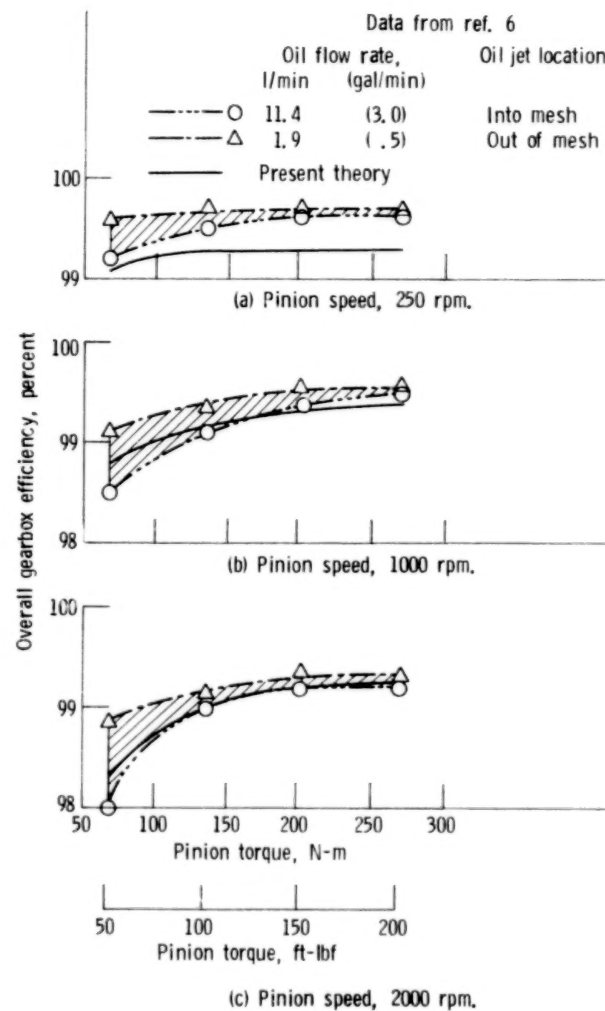 Data from ref. 6
Oil flow rate, Oil jet location
l/min (gal/min)
11.4 (3.0) Into mesh
1.9 (.5) Out of mesh
Present theory
100
99
(a) Pinion speed, 250 rpm.
100
99
98
(b) Pinion speed, 1000 rpm.
Overall gearbox efficiency, percent
100
99
98
50 100 150 200 250 300
Pinion torque, N-m
50 100 150 200
Pinion torque, ft-lbf
(c) Pinion speed, 2000 rpm.